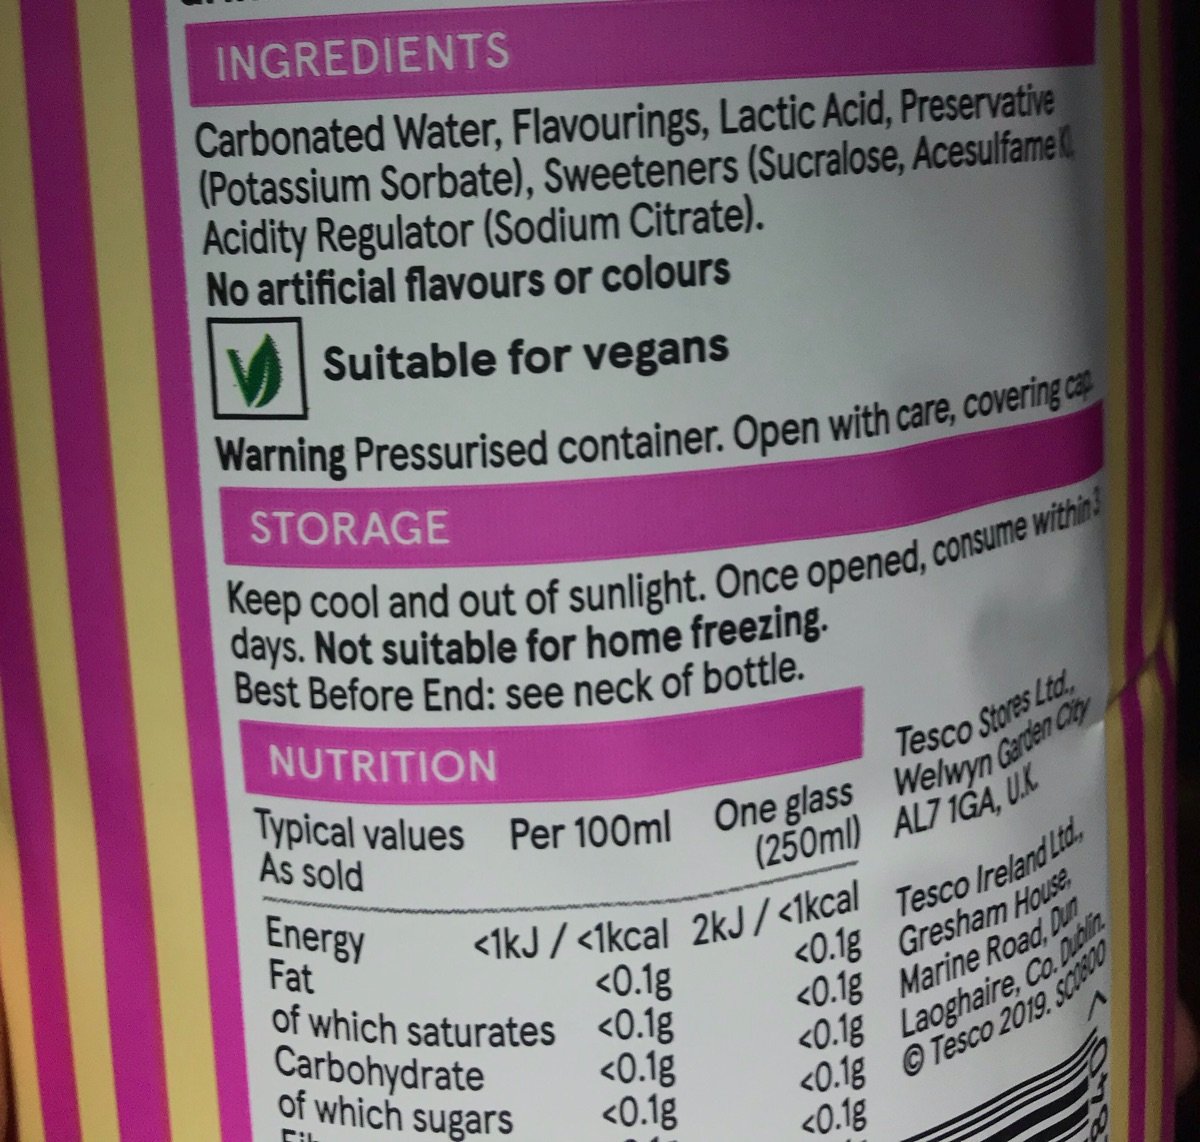 INGREDIENTS
Carbonated Water, Flavourings, Lactic Acid, Preservative
(Potassium Sorbate), Sweeteners (Sucralose, Acesulfame K),
Acidity Regulator (Sodium Citrate).
No artificial flavours or colours
Suitable for vegans
Warning Pressurised container. Open with care, covering cap.
STORAGE
Keep cool and out of sunlight. Once opened, consume within 3
days. Not suitable for home freezing.
Best Before End: see neck of bottle.
NUTRITION
Typical values Per 100ml One glass
As sold (250ml)
Energy <1kJ / <1kcal 2kJ / <1kcal
Fat <0.1g <0.1g
of which saturates <0.1g <0.1g
Carbohydrate <0.1g <0.1g
of which sugars <0.1g <0.1g
<0.1g
Tesco Stores Ltd.,
Welwyn Garden City
AL7 1GA, U.K.
Tesco Ireland Ltd.,
Gresham House,
Marine Road, Dun
Laoghaire, Co. Dublin.
© Tesco 2019. SC0800